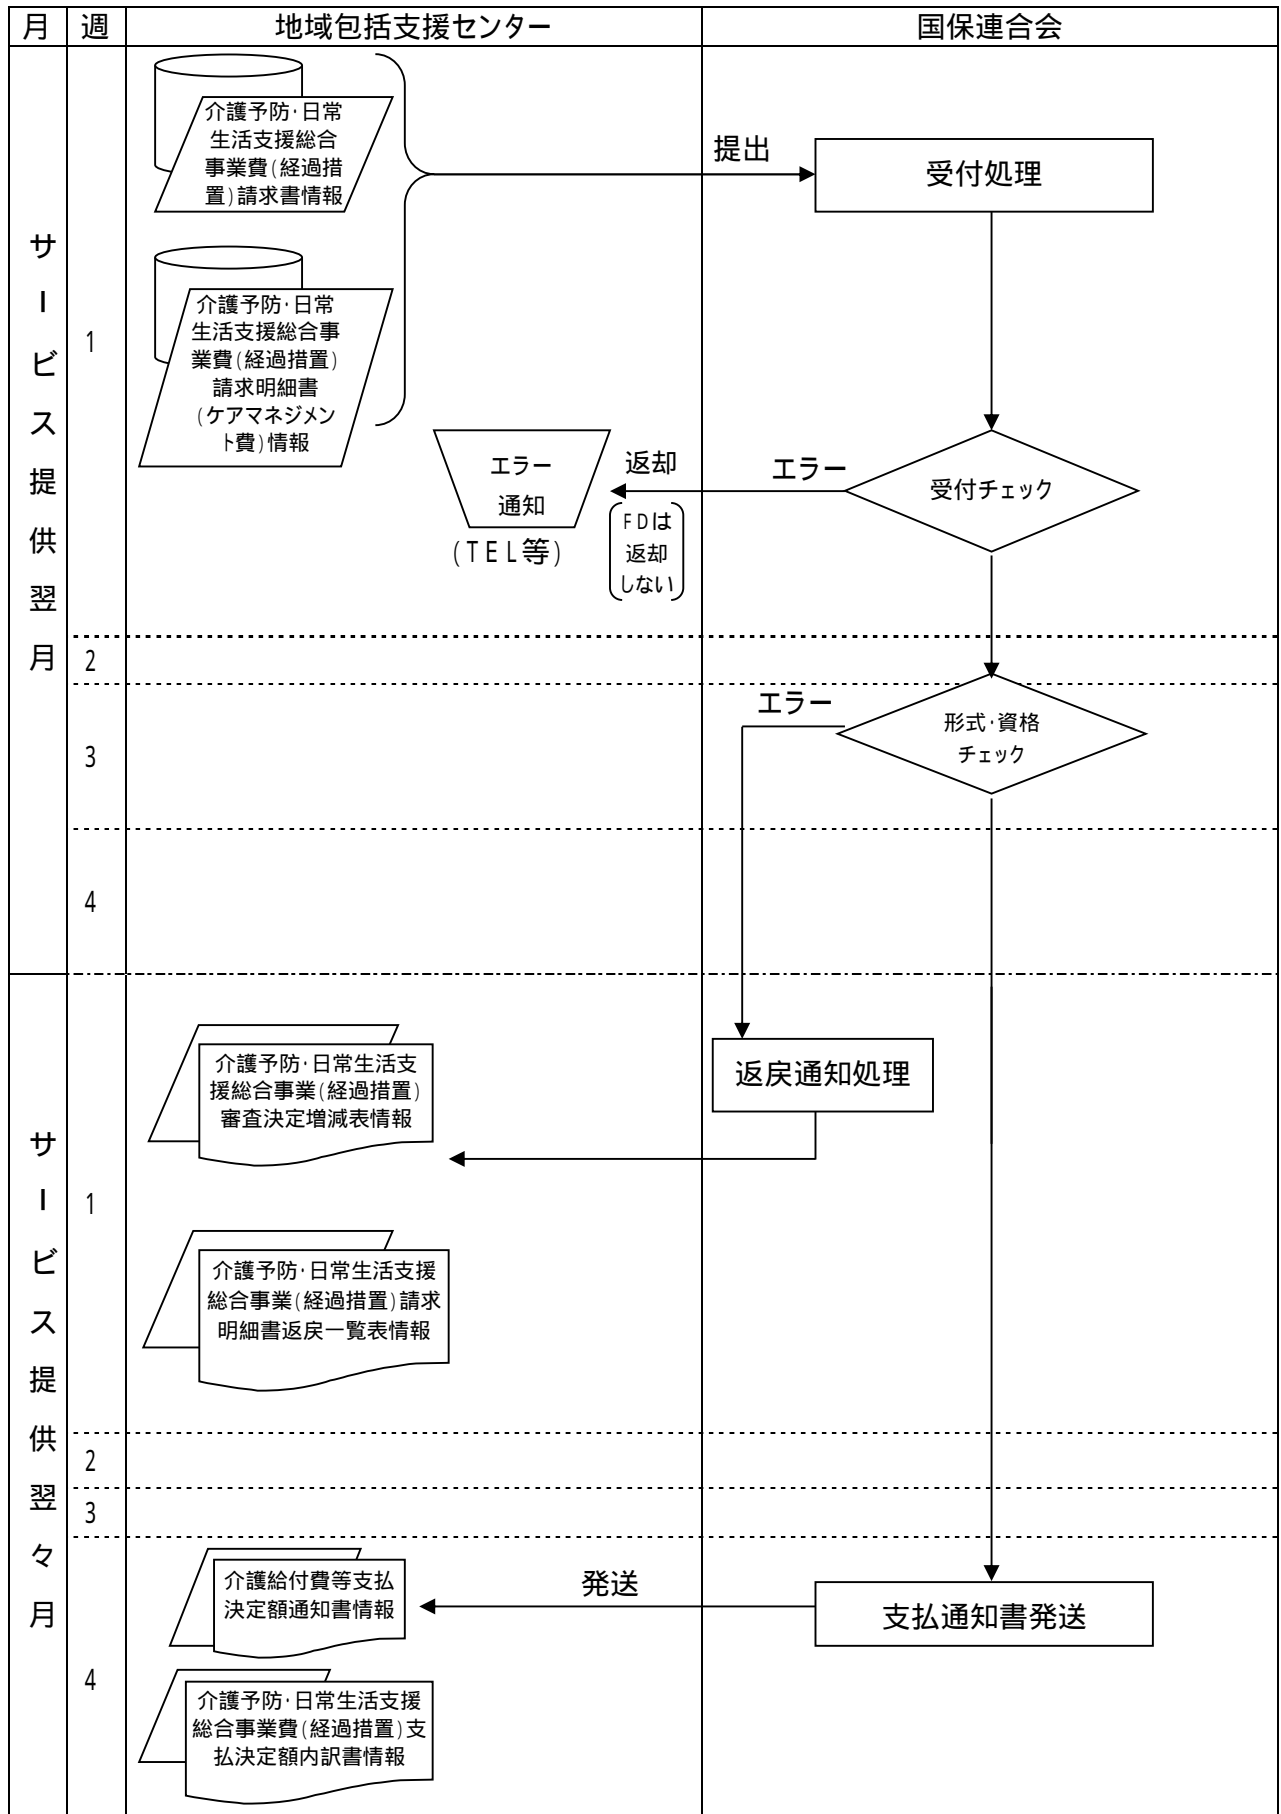 月 週 地域包括支援センター 国保連合会
サービス提供翌月
1
介護予防･日常
生活支援総合
事業費(経過措
置)請求書情報
提出
受付処理
介護予防･日常
生活支援総合事
業費(経過措置)
請求明細書
(ケアマネジメン
ト費)情報
エラー
通知
(TEL等)
返却
FDは
返却
しない
エラー
受付チェック
2
3
エラー
形式･資格
チェック
4
サービス提供翌々月
1
介護予防･日常生活支
援総合事業(経過措置)
審査決定増減表情報
返戻通知処理
介護予防･日常生活支援
総合事業(経過措置)請求
明細書返戻一覧表情報
2
3
4
介護給付費等支払
決定額通知書情報
発送
支払通知書発送
介護予防･日常生活支援
総合事業費(経過措置)支
払決定額内訳書情報